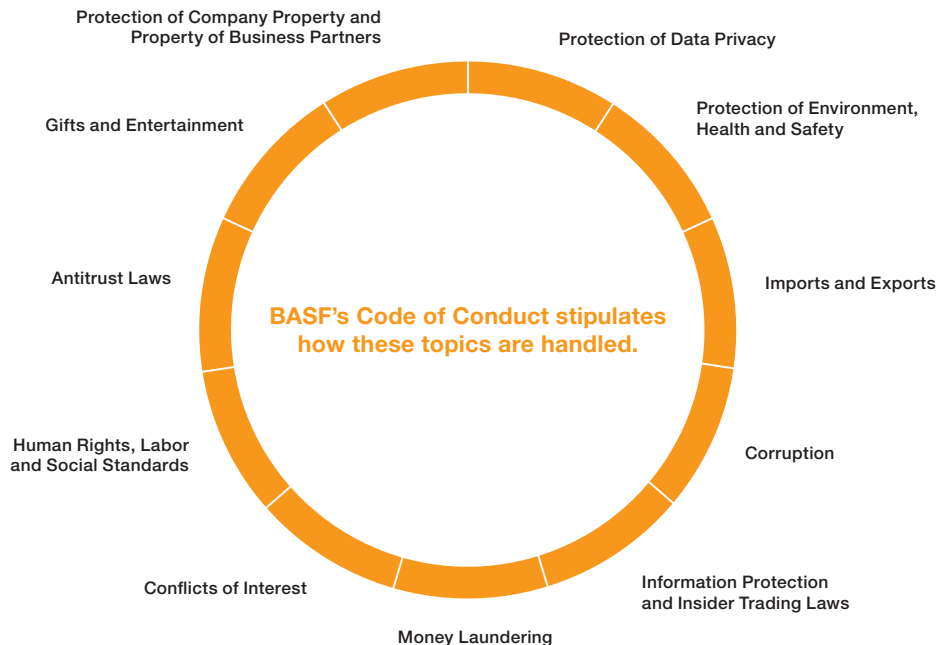 Protection of Company Property and
Property of Business Partners
Protection of Data Privacy
Protection of Environment,
Health and Safety
Gifts and Entertainment
Antitrust Laws
Imports and Exports
BASF's Code of Conduct stipulates
how these topics are handled.
Human Rights, Labor
and Social Standards
Corruption
Conflicts of Interest
Information Protection
and Insider Trading Laws
Money Laundering